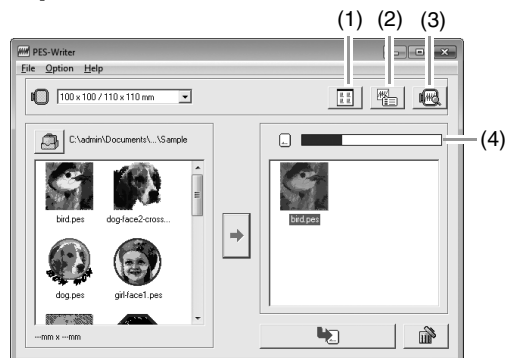 (1) (2) (3)
PES-Writer
File Option Help
100 x 100 / 110 x 110 mm
(4)
C:\admin\Documents\...\Sample
bird.pes dog-face2-cross...
bird.pes
dog.pes girl-face1.pes
---mm x ---mm